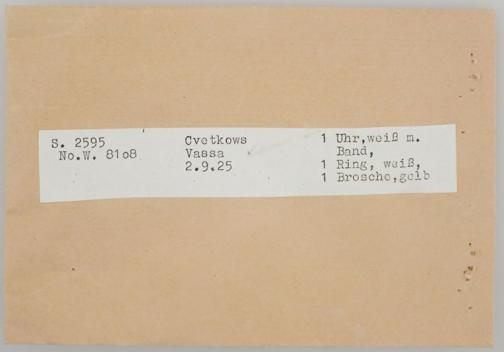 S. 2595 Cvetkows 1 Uhr,weiß m.
No.W. 81o8 Vassa Band,
2.9.25 1 Ring, weiß,
1 Brosche,gelb